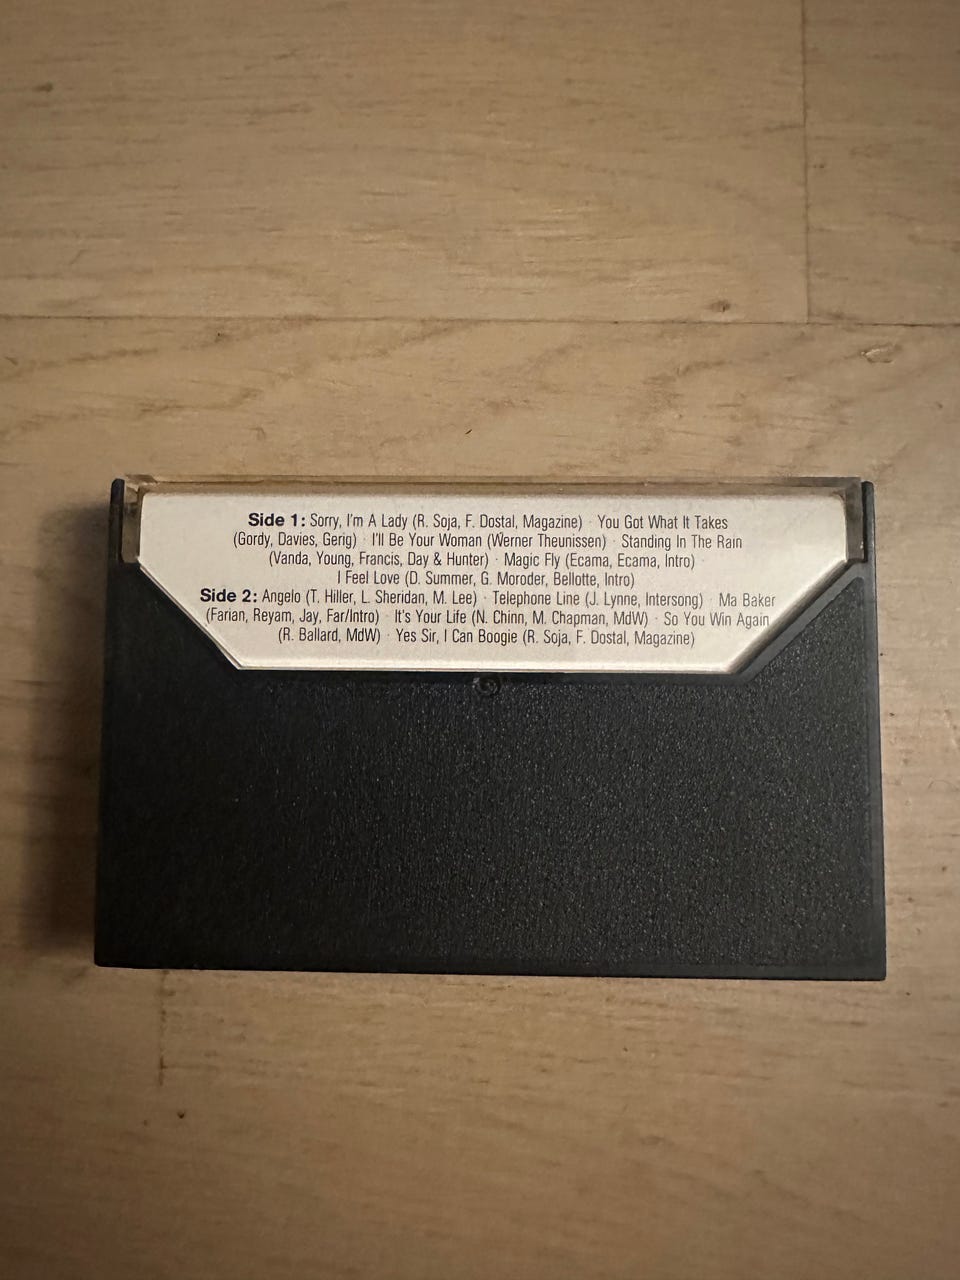 Side 1: Sorry, I'm A Lady (R. Soja, F. Dostal, Magazine) · You Got What It Takes
(Gordy, Davies, Gerig) · I'll Be Your Woman (Werner Theunissen) · Standing In The Rain
(Vanda, Young, Francis, Day & Hunter) · Magic Fly (Ecama, Ecama, Intro) ·
I Feel Love (D. Summer, G. Moroder, Bellotte, Intro)
Side 2: Angelo (T. Hiller, L. Sheridan, M. Lee) · Telephone Line (J. Lynne, Intersong) · Ma Baker
(Farian, Reyam, Jay, Far/Intro) · It's Your Life (N. Chinn, M. Chapman, MdW) · So You Win Again
(R. Ballard, MdW) · Yes Sir, I Can Boogie (R. Soja, F. Dostal, Magazine)